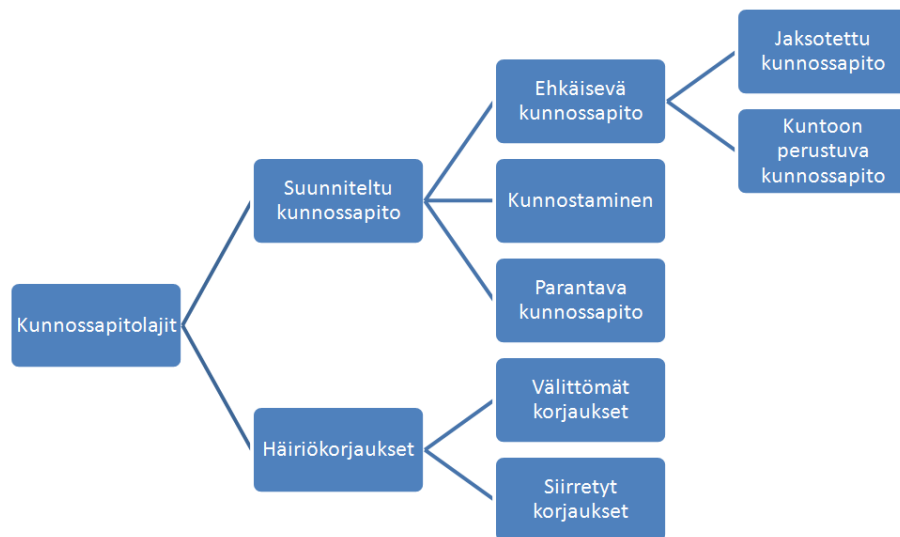 Kunnossapitolajit
Suunniteltu
kunnossapito
Ehkäisevä
kunnossapito
Jaksotettu
kunnossapito
Kuntoon
perustuva
kunnossapito
Kunnostaminen
Parantava
kunnossapito
Häiriökorjaukset
Välittömät
korjaukset
Siirretyt
korjaukset